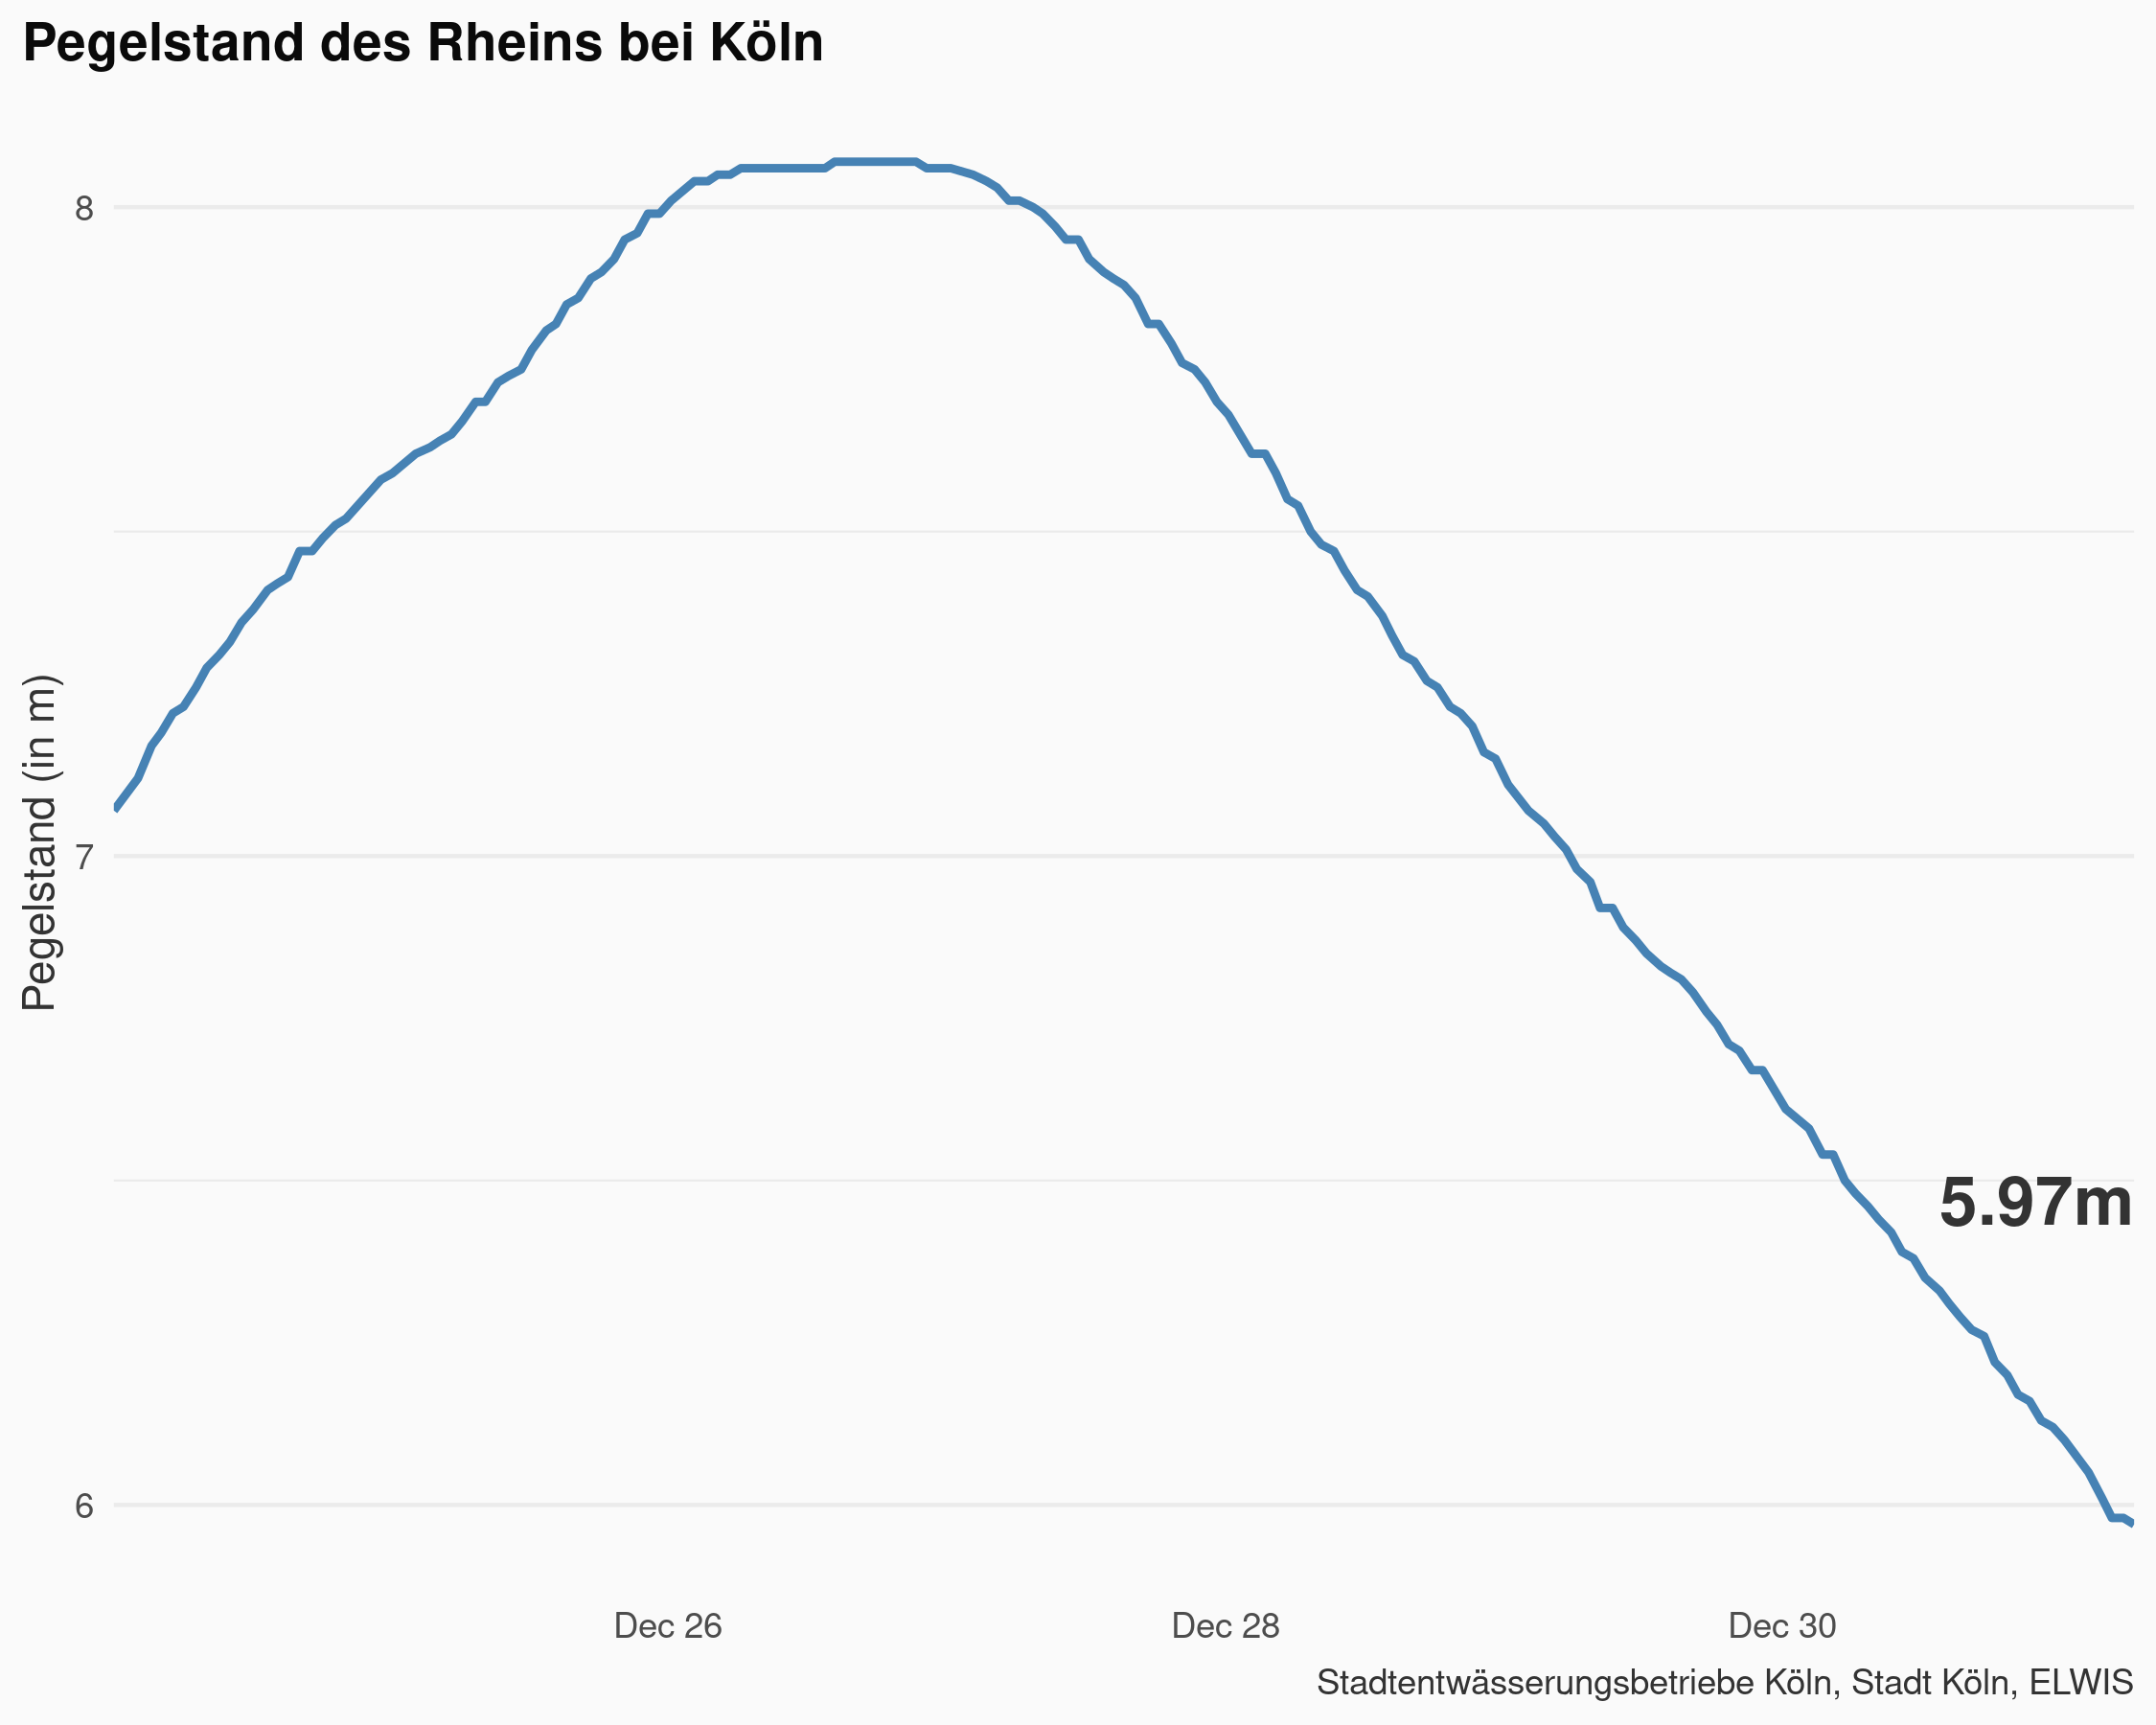 Pegelstand des Rheins bei Köln
Pegelstand (in m)
8
7
6
5.97m
Dec 26
Dec 28
Dec 30
Stadtentwässerungsbetriebe Köln, Stadt Köln, ELWIS